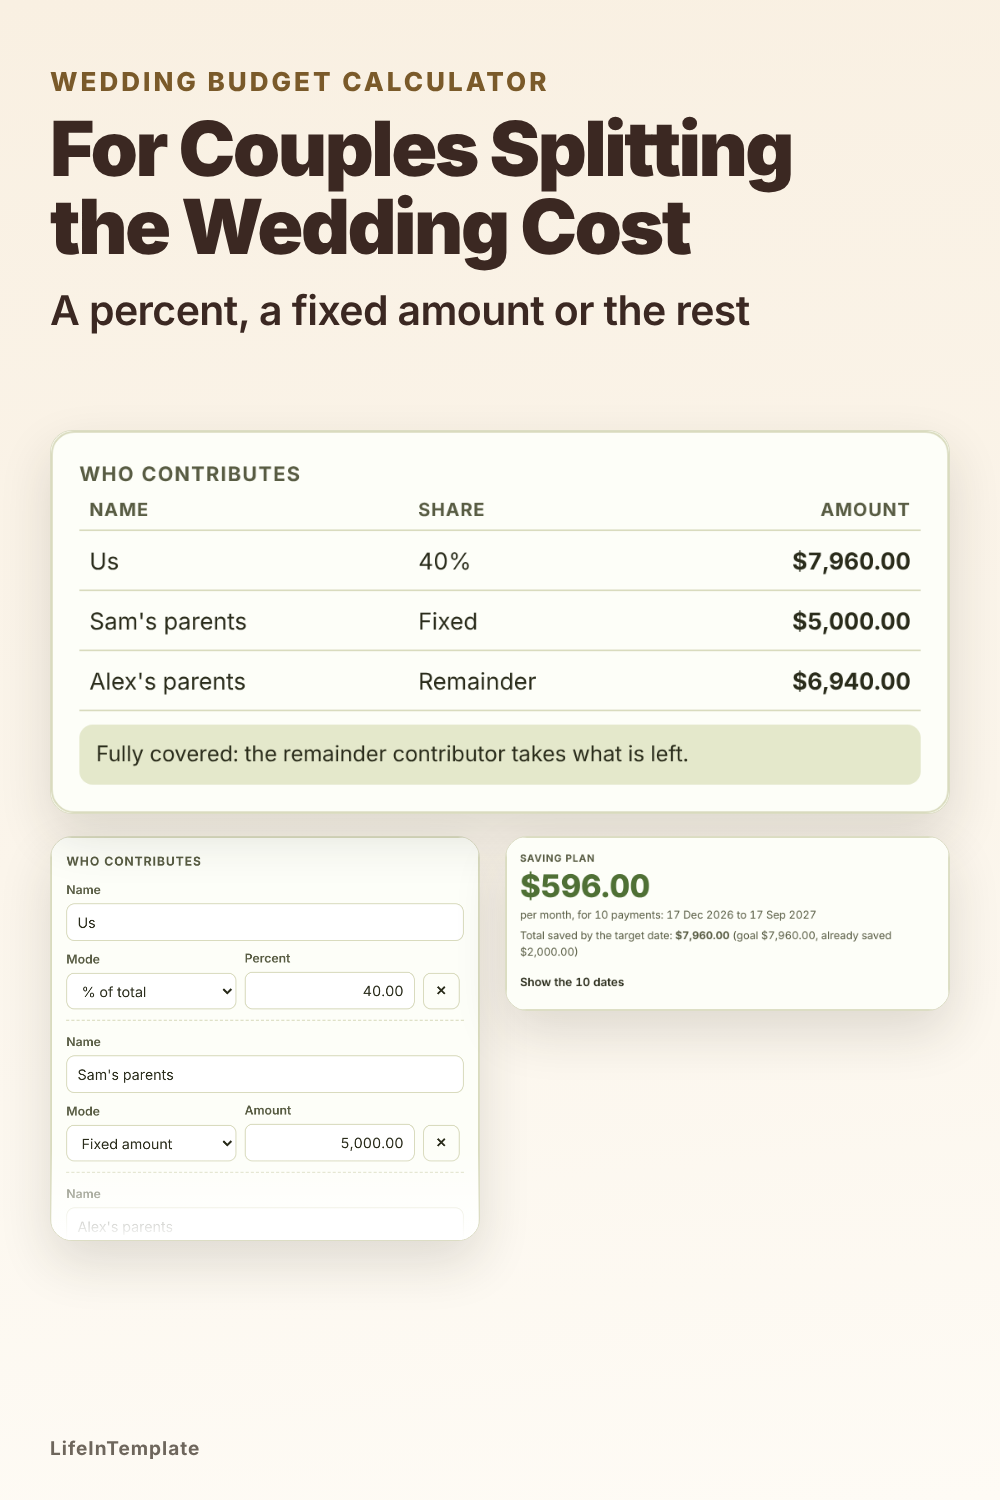 WEDDING BUDGET CALCULATOR
For Couples Splitting
the Wedding Cost
A percent, a fixed amount or the rest
WHO CONTRIBUTES
NAME SHARE AMOUNT
Us 40% $7,960.00
Sam's parents Fixed $5,000.00
Alex's parents Remainder $6,940.00
Fully covered: the remainder contributor takes what is left.
WHO CONTRIBUTES
Name
Us
Mode Percent
% of total 40.00 ×
Name
Sam's parents
Mode Amount
Fixed amount 5,000.00 ×
Name
Alex's parents
SAVING PLAN
$596.00
per month, for 10 payments: 17 Dec 2026 to 17 Sep 2027
Total saved by the target date: $7,960.00 (goal $7,960.00, already saved
$2,000.00)
Show the 10 dates
LifeInTemplate